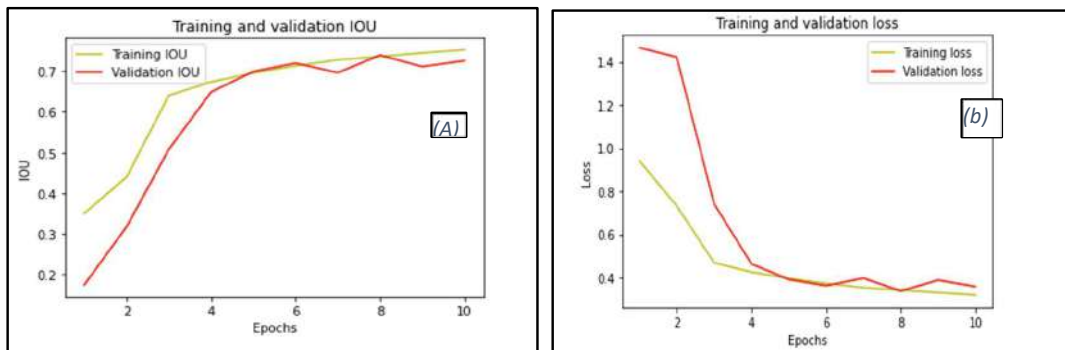 Training and validation IOU
Training IOU
Validation IOU
(A)
0.7
0.6
0.5
0.4
0.3
0.2
IOU
2 4 6 8 10
Epochs
Training and validation loss
Training loss
Validation loss
(b)
1.4
1.2
1.0
0.8
0.6
0.4
Loss
2 4 6 8 10
Epochs